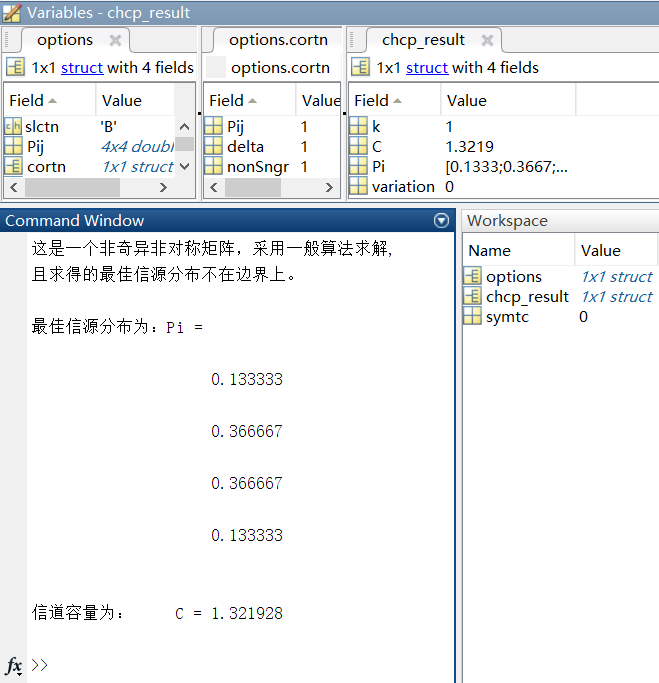 Variables - chcp_result
options
options.cortn
chcp_result
1x1 struct with 4 fields
options.cortn
1x1 struct with 4 fields
Field Value
slctn 'B'
Pij 4x4 doubl
cortn 1x1 struct
Field Value
Pij 1
delta 1
nonSngr 1
Field Value
k 1
C 1.3219
Pi [0.1333;0.3667;...
variation 0
Command Window
这是一个非奇异非对称矩阵，采用一般算法求解,
且求得的最佳信源分布不在边界上。
最佳信源分布为：Pi =
0.133333
0.366667
0.366667
0.133333
信道容量为： C = 1.321928
fx >>
Workspace
Name Value
options 1x1 struct
chcp_result 1x1 struct
symtc 0